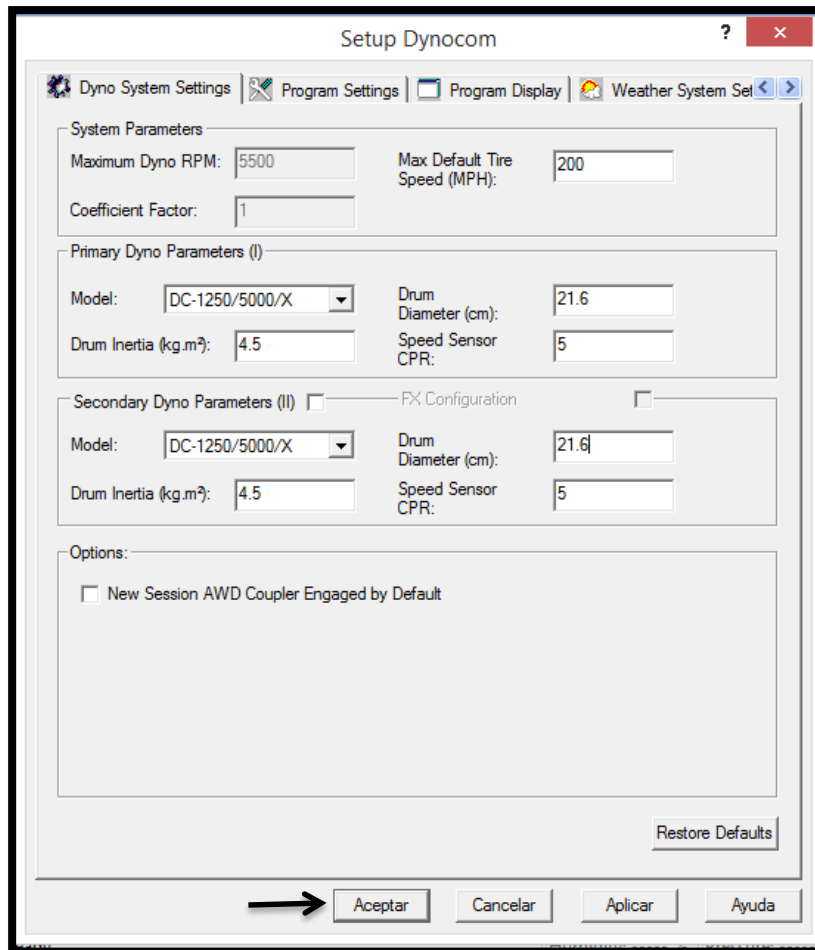 Setup Dynocom
?
×
Dyno System Settings
Program Settings
Program Display
Weather System Set
System Parameters
Maximum Dyno RPM: 5500
Max Default Tire
Speed (MPH): 200
Coefficient Factor: 1
Primary Dyno Parameters (I)
Model: DC-1250/5000/X
Drum
Diameter (cm): 21.6
Drum Inertia (kg.m²): 4.5
Speed Sensor
CPR: 5
Secondary Dyno Parameters (II)
FX Configuration
Model: DC-1250/5000/X
Drum
Diameter (cm): 21.6
Drum Inertia (kg.m²): 4.5
Speed Sensor
CPR: 5
Options:
New Session AWD Coupler Engaged by Default
Restore Defaults
Aceptar
Cancelar
Aplicar
Ayuda